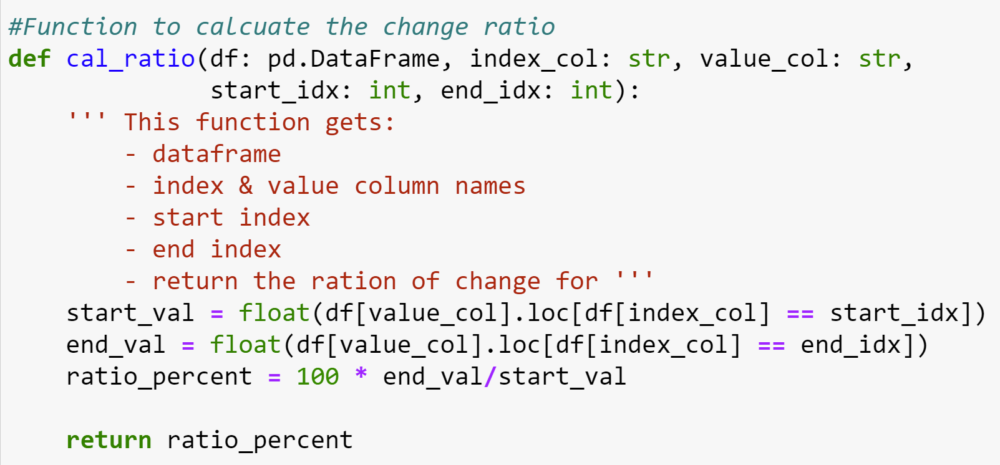 #Function to calcuate the change ratio
def cal_ratio(df: pd.DataFrame, index_col: str, value_col: str,
              start_idx: int, end_idx: int):
    ''' This function gets:
        - dataframe
        - index & value column names
        - start index
        - end index
        - return the ration of change for '''
    start_val = float(df[value_col].loc[df[index_col] == start_idx])
    end_val = float(df[value_col].loc[df[index_col] == end_idx])
    ratio_percent = 100 * end_val/start_val

    return ratio_percent